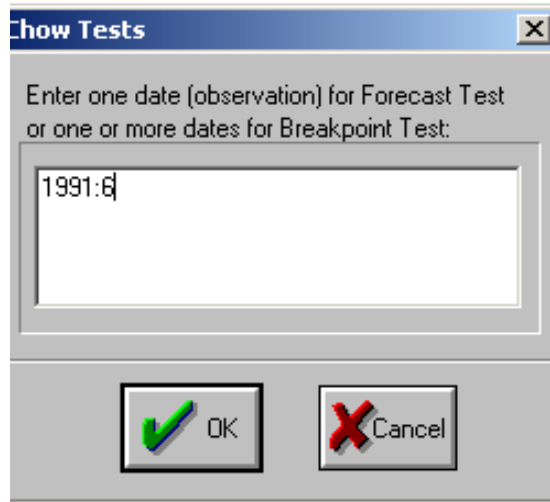 Chow Tests
Enter one date (observation) for Forecast Test
or one or more dates for Breakpoint Test:
1991:6
OK
Cancel